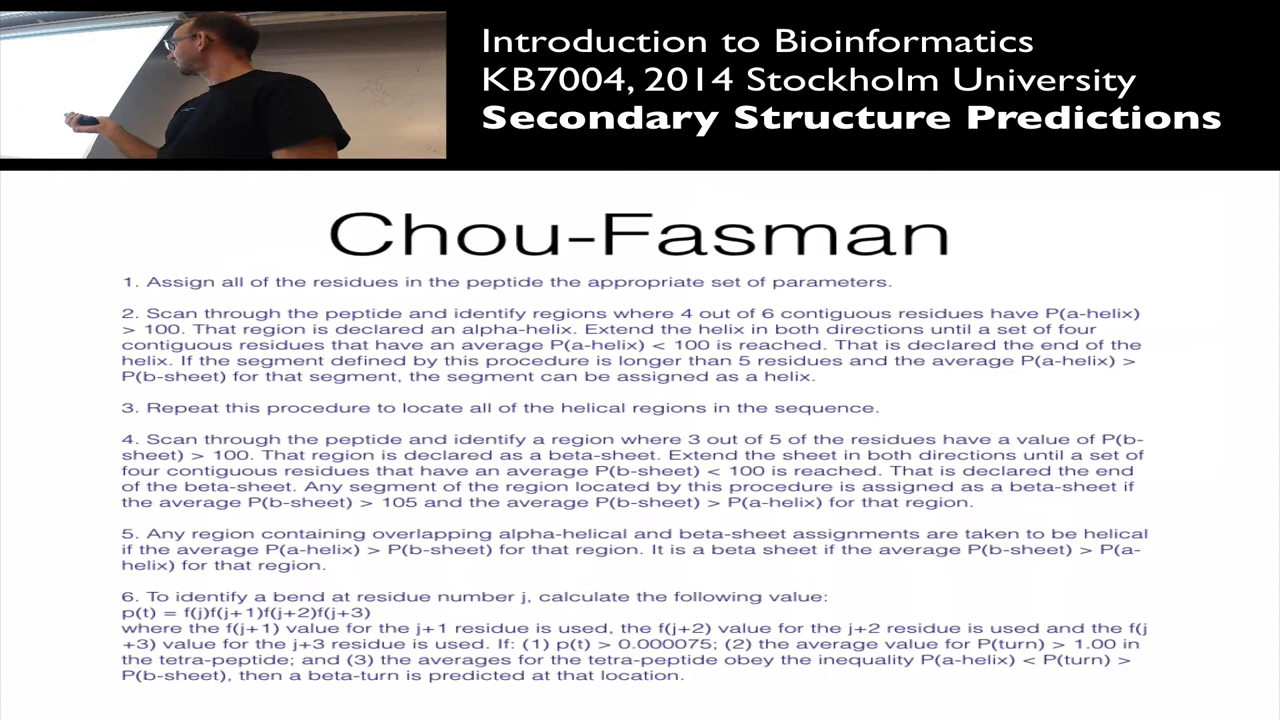 Introduction to Bioinformatics
KB7004, 2014 Stockholm University
Secondary Structure Predictions
Chou-Fasman
1. Assign all of the residues in the peptide the appropriate set of parameters.
2. Scan through the peptide and identify regions where 4 out of 6 contiguous residues have P(a-helix)
> 100. That region is declared an alpha-helix. Extend the helix in both directions until a set of four
contiguous residues that have an average P(a-helix) < 100 is reached. That is declared the end of the
helix. If the segment defined by this procedure is longer than 5 residues and the average P(a-helix) >
P(b-sheet) for that segment, the segment can be assigned as a helix.
3. Repeat this procedure to locate all of the helical regions in the sequence.
4. Scan through the peptide and identify a region where 3 out of 5 of the residues have a value of P(b-
sheet) > 100. That region is declared as a beta-sheet. Extend the sheet in both directions until a set of
four contiguous residues that have an average P(b-sheet) < 100 is reached. That is declared the end
of the beta-sheet. Any segment of the region located by this procedure is assigned as a beta-sheet if
the average P(b-sheet) > 105 and the average P(b-sheet) > P(a-helix) for that region.
5. Any region containing overlapping alpha-helical and beta-sheet assignments are taken to be helical
if the average P(a-helix) > P(b-sheet) for that region. It is a beta sheet if the average P(b-sheet) > P(a-
helix) for that region.
6. To identify a bend at residue number j, calculate the following value:
p(t) = f(j)f(j+1)f(j+2)f(j+3)
where the f(j+1) value for the j+1 residue is used, the f(j+2) value for the j+2 residue is used and the f(j
+3) value for the j+3 residue is used. If: (1) p(t) > 0.000075; (2) the average value for P(turn) > 1.00 in
the tetra-peptide; and (3) the averages for the tetra-peptide obey the inequality P(a-helix) < P(turn) >
P(b-sheet), then a beta-turn is predicted at that location.